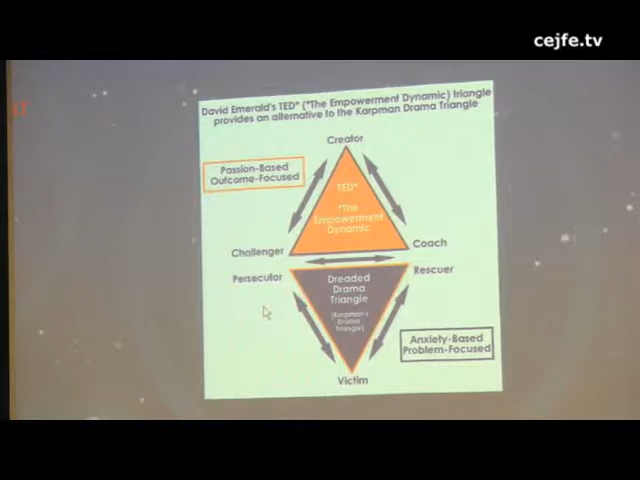 cejfe.tv
17
David Emerald's TED* (*The Empowerment Dynamic) triangle
provides an alternative to the Karpman Drama Triangle
Creator
Passion-Based
Outcome-Focused
TED*
*The
Empowerment
Dynamic
Challenger
Coach
Persecutor
Rescuer
Dreaded
Drama
Triangle
(Karpman's
Drama
Triangle)
Anxiety-Based
Problem-Focused
Victim